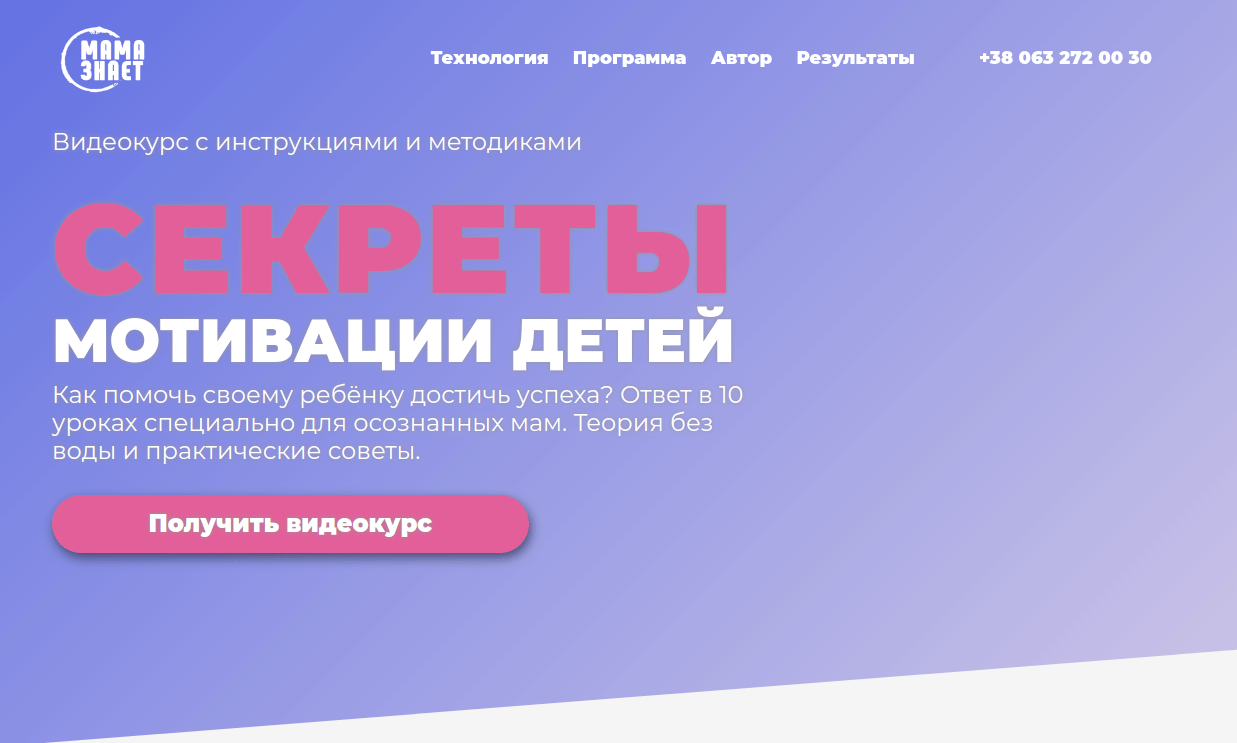 МАМА
ЗНАЕТ
Технология Программа Автор Результаты +38 063 272 00 30
Видеокурс с инструкциями и методиками
СЕКРЕТЫ
МОТИВАЦИИ ДЕТЕЙ
Как помочь своему ребёнку достичь успеха? Ответ в 10
уроках специально для осознанных мам. Теория без
воды и практические советы.
Получить видеокурс